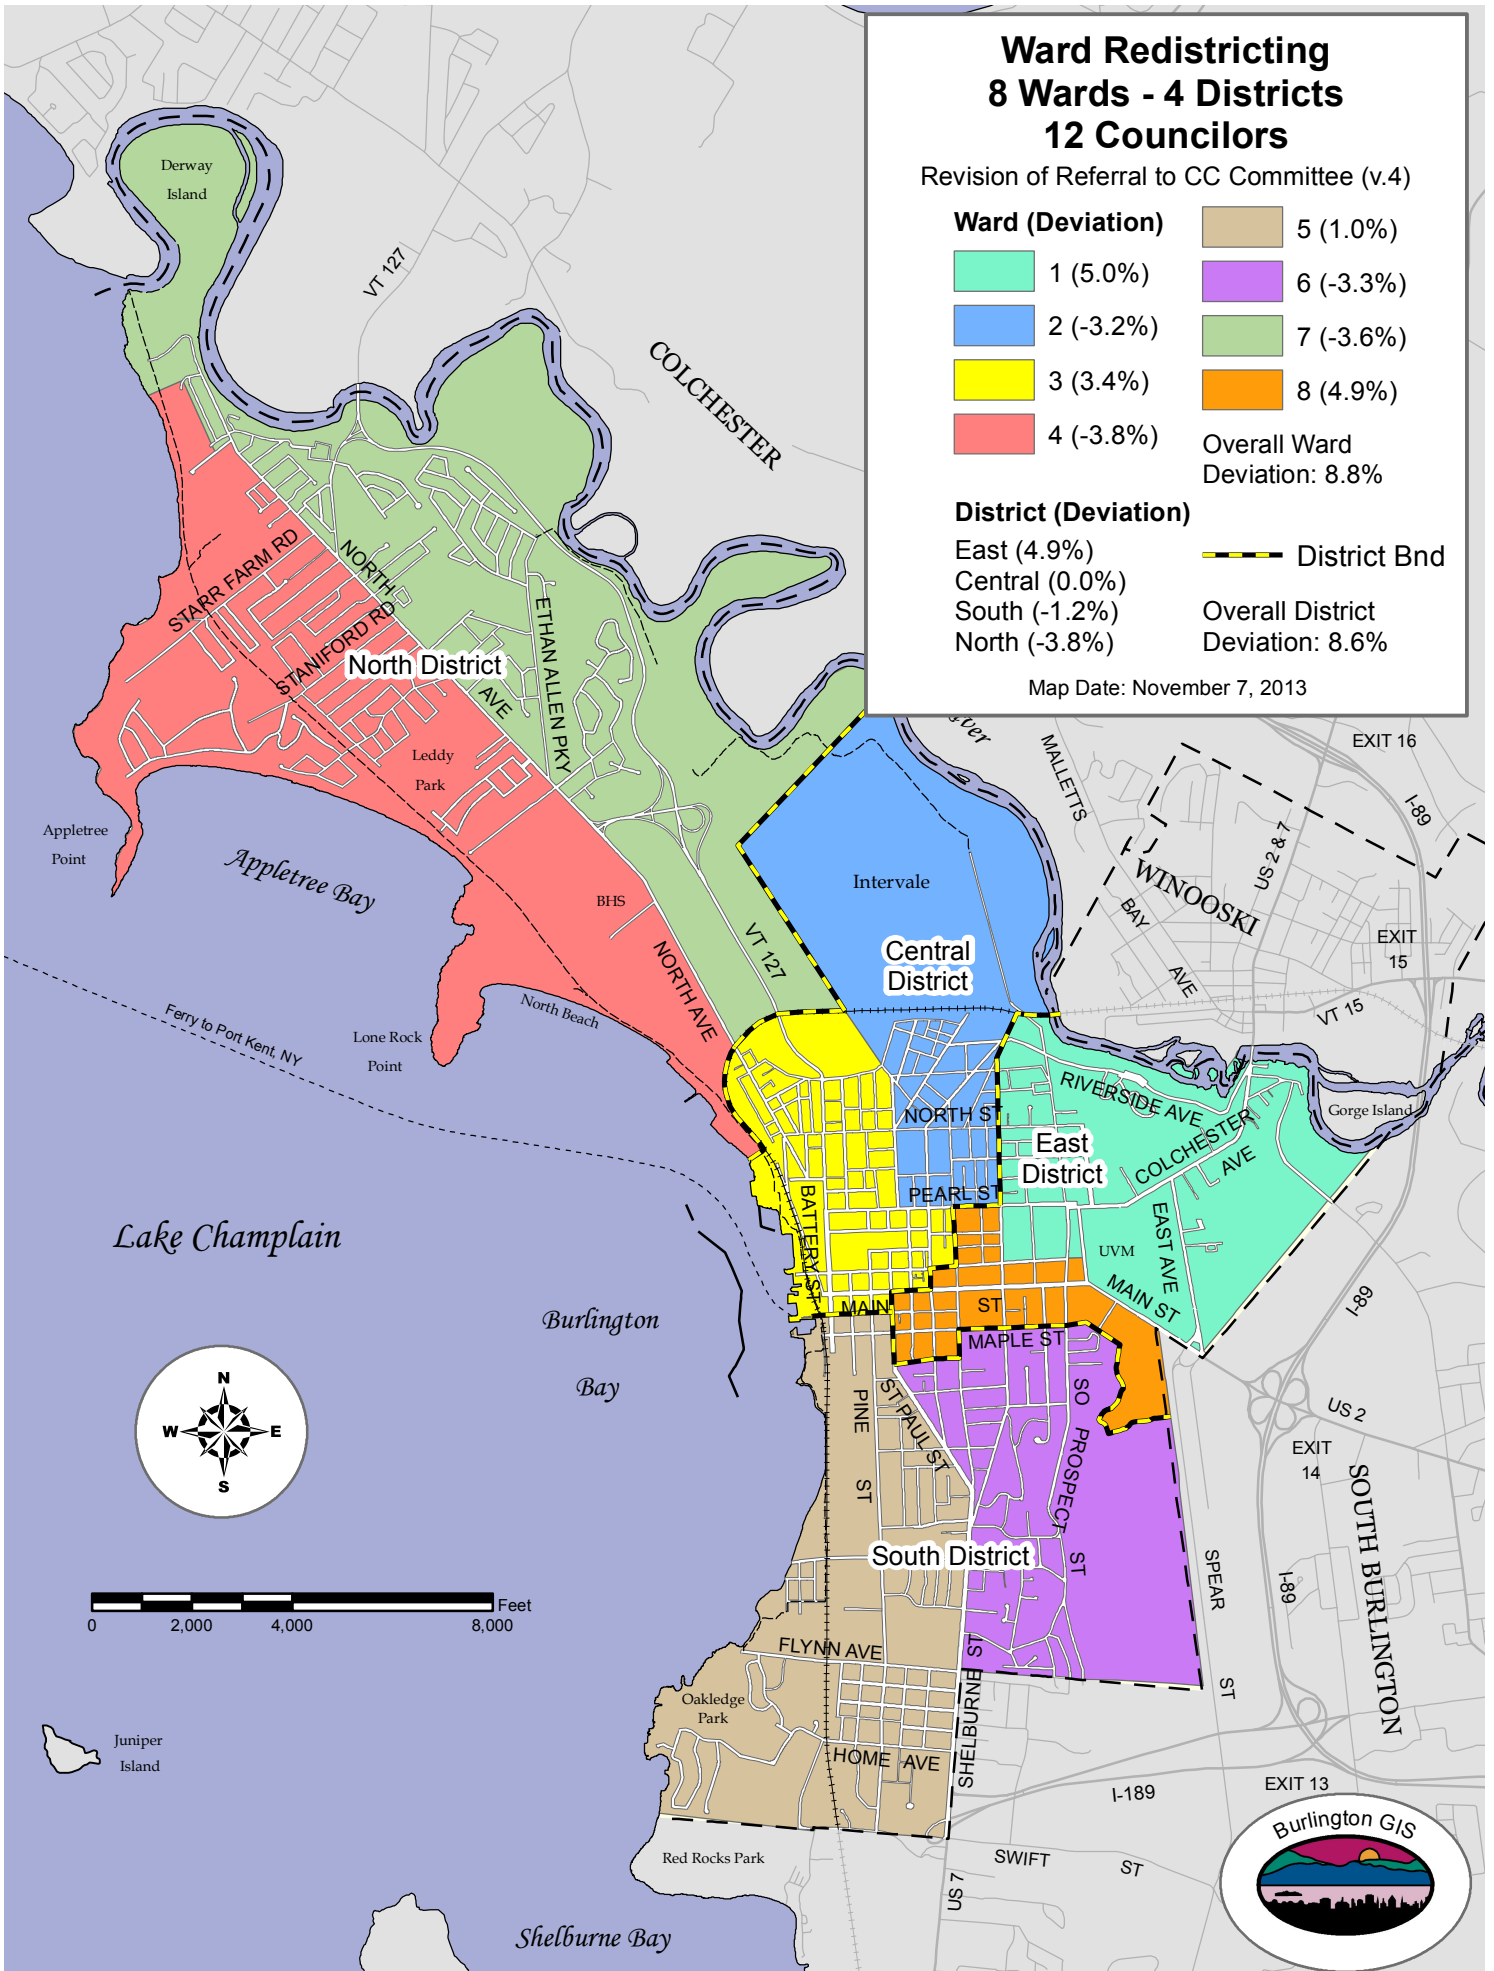 Ward Redistricting
8 Wards - 4 Districts
12 Councilors
Revision of Referral to CC Committee (v.4)
Ward (Deviation)
1 (5.0%)
2 (-3.2%)
3 (3.4%)
4 (-3.8%)
5 (1.0%)
6 (-3.3%)
7 (-3.6%)
8 (4.9%)
Overall Ward
Deviation: 8.8%
District (Deviation)
East (4.9%)
Central (0.0%)
South (-1.2%)
North (-3.8%)
District Bnd
Overall District
Deviation: 8.6%
Map Date: November 7, 2013
Derway
Island
VT 127
COLCHESTER
STARR FARM RD
NORTH
STANIFORD RD
North District
AVE
ETHAN ALLEN PKY
Leddy
Park
Appletree
Point
Appletree Bay
BHS
NORTH AVE
VT 127
Intervale
Central
District
MALLETTS
BAY
AVE
WINOOSKI
US 2 & 7
EXIT 16
I-89
EXIT
15
VT 15
Ferry to Port Kent, NY
Lone Rock
Point
North Beach
NORTH ST
RIVERSIDE AVE
COLCHESTER
AVE
Gorge Island
East
District
PEARL ST
BATTERY ST
EAST AVE
UVM
MAIN ST
MAIN
ST
MAPLE ST
Lake Champlain
Burlington
Bay
I-89
US 2
EXIT
14
SOUTH BURLINGTON
N
W
E
S
PINE
ST
ST PAUL ST
SO PROSPECT
ST
South District
SPEAR
ST
I-89
Feet
0
2,000
4,000
8,000
FLYNN AVE
Oakledge
Park
HOME AVE
SHELBURNE ST
Juniper
Island
I-189
EXIT 13
Red Rocks Park
SWIFT
ST
US 7
Shelburne Bay
Burlington GIS